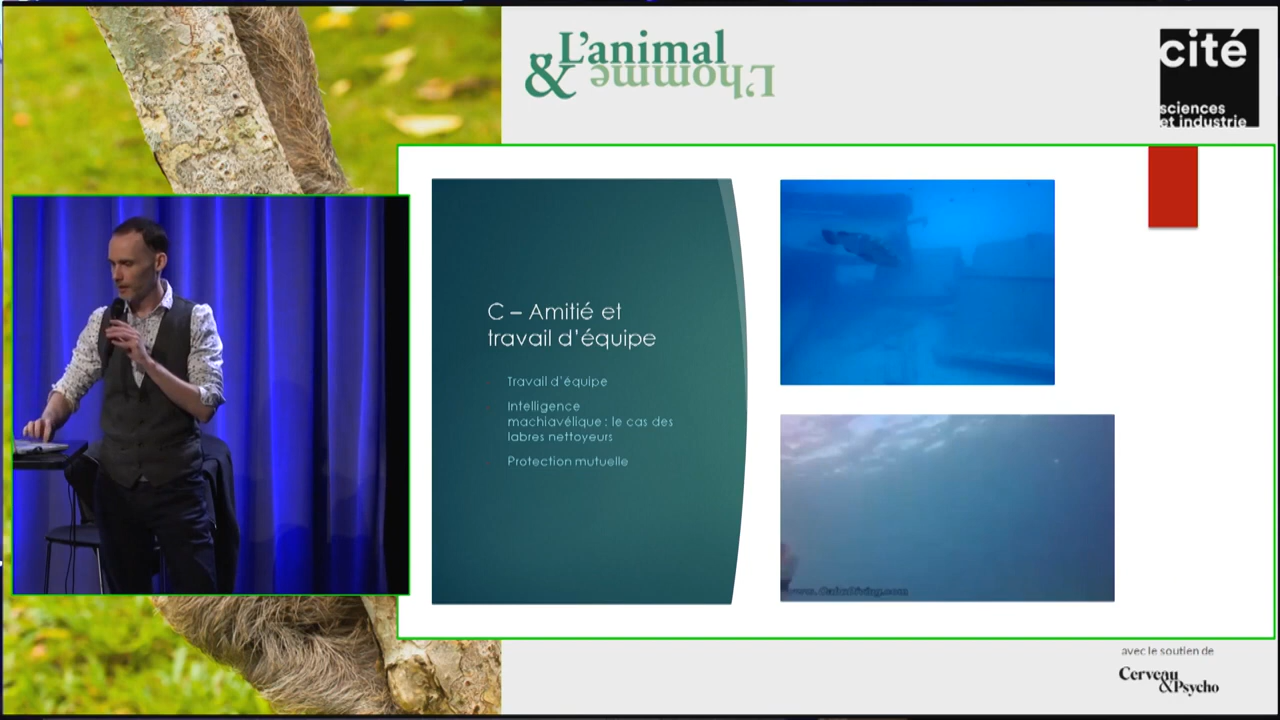 L'animal
& L'homme
cité
sciences
et industrie
C – Amitié et
travail d'équipe
Travail d'équipe
Intelligence
machiavélique : le cas des
labres nettoyeurs
Protection mutuelle
avec le soutien de
Cerveau
&Psycho